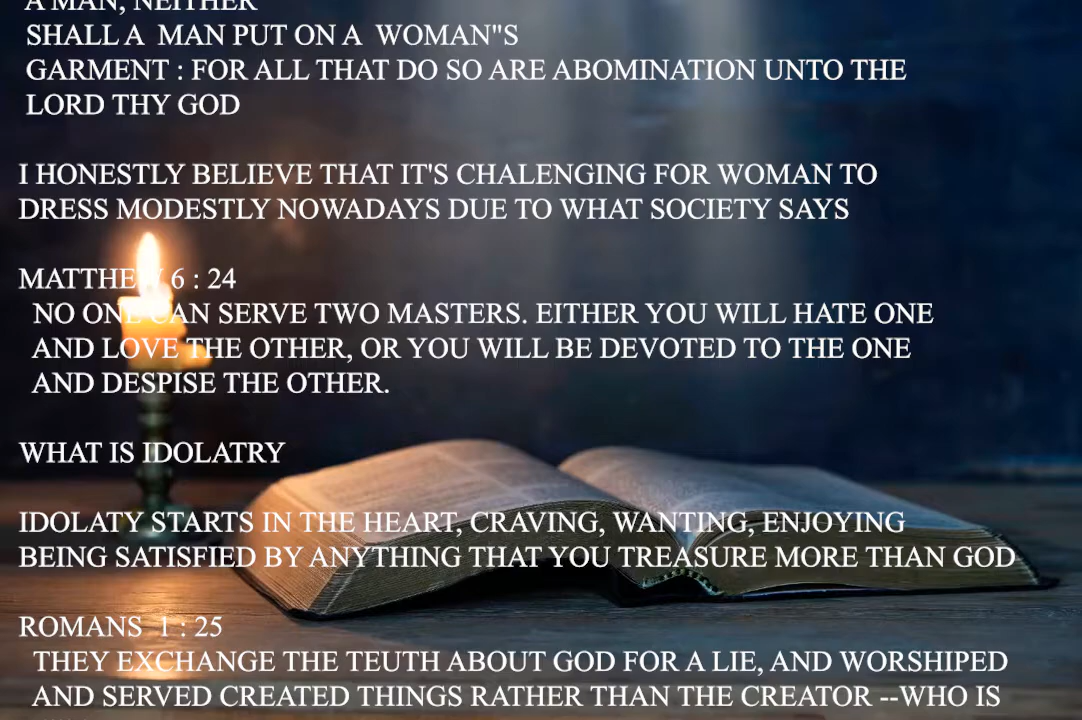 A MAN, NEITHER
SHALL A MAN PUT ON A WOMAN"S
GARMENT : FOR ALL THAT DO SO ARE ABOMINATION UNTO THE
LORD THY GOD
I HONESTLY BELIEVE THAT IT'S CHALENGING FOR WOMAN TO
DRESS MODESTLY NOWADAYS DUE TO WHAT SOCIETY SAYS
MATTHEW 6 : 24
NO ONE CAN SERVE TWO MASTERS. EITHER YOU WILL HATE ONE
AND LOVE THE OTHER, OR YOU WILL BE DEVOTED TO THE ONE
AND DESPISE THE OTHER.
WHAT IS IDOLATRY
IDOLATY STARTS IN THE HEART, CRAVING, WANTING, ENJOYING
BEING SATISFIED BY ANYTHING THAT YOU TREASURE MORE THAN GOD
ROMANS 1 : 25
THEY EXCHANGE THE TRUTH ABOUT GOD FOR A LIE, AND WORSHIPED
AND SERVED CREATED THINGS RATHER THAN THE CREATOR --WHO IS